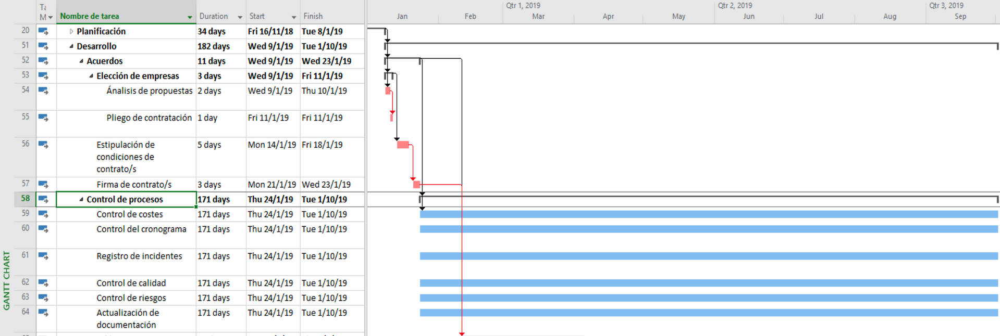 Qtr 1, 2019 Qtr 2, 2019 Qtr 3, 2019
Ta
M Nombre de tarea Duration Start Finish Jan Feb Mar Apr May Jun Jul Aug Sep
20 Planificación 34 days Fri 16/11/18 Tue 8/1/19
51 Desarrollo 182 days Wed 9/1/19 Tue 1/10/19
52 Acuerdos 11 days Wed 9/1/19 Wed 23/1/19
53 Elección de empresas 3 days Wed 9/1/19 Fri 11/1/19
54 Ánalisis de propuestas 2 days Wed 9/1/19 Thu 10/1/19
55 Pliego de contratación 1 day Fri 11/1/19 Fri 11/1/19
56 Estipulación de 5 days Mon 14/1/19 Fri 18/1/19
condiciones de
contrato/s
57 Firma de contrato/s 3 days Mon 21/1/19 Wed 23/1/19
58 Control de procesos 171 days Thu 24/1/19 Tue 1/10/19
59 Control de costes 171 days Thu 24/1/19 Tue 1/10/19
60 Control del cronograma 171 days Thu 24/1/19 Tue 1/10/19
61 Registro de incidentes 171 days Thu 24/1/19 Tue 1/10/19
62 Control de calidad 171 days Thu 24/1/19 Tue 1/10/19
63 Control de riesgos 171 days Thu 24/1/19 Tue 1/10/19
64 Actualización de 171 days Thu 24/1/19 Tue 1/10/19
documentación
GANTT CHART